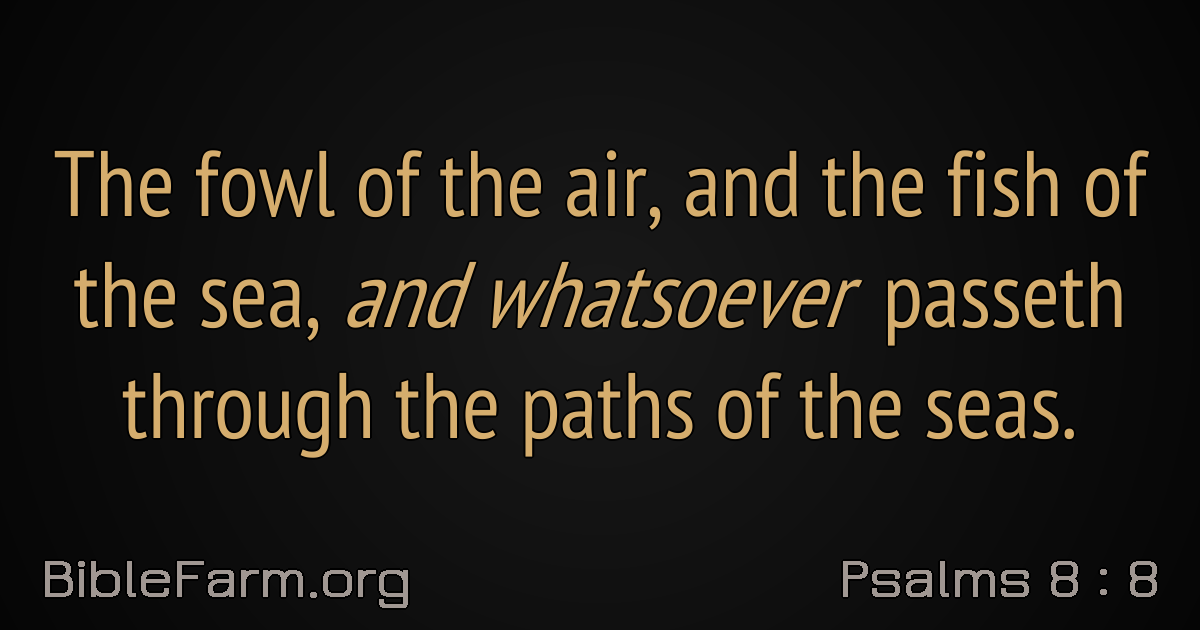 The fowl of the air, and the fish of
the sea, and whatsoever passeth
through the paths of the seas.
BibleFarm.org
Psalms 8 : 8